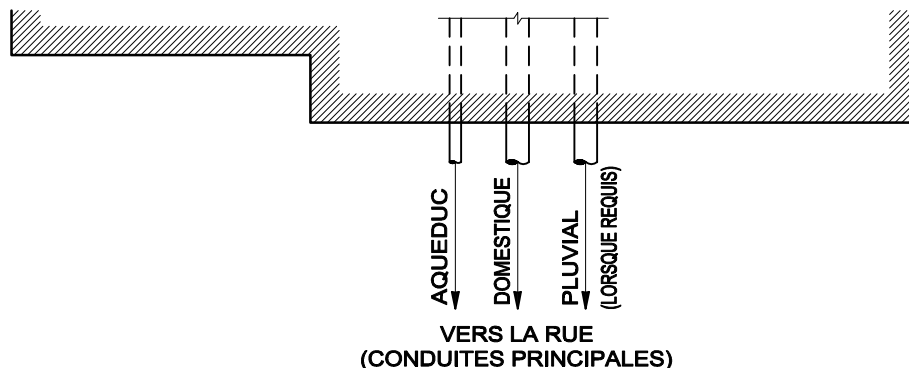 AQUEDUC
DOMESTIQUE
PLUVIAL
(LORSQUE REQUIS)
VERS LA RUE
(CONDUITES PRINCIPALES)